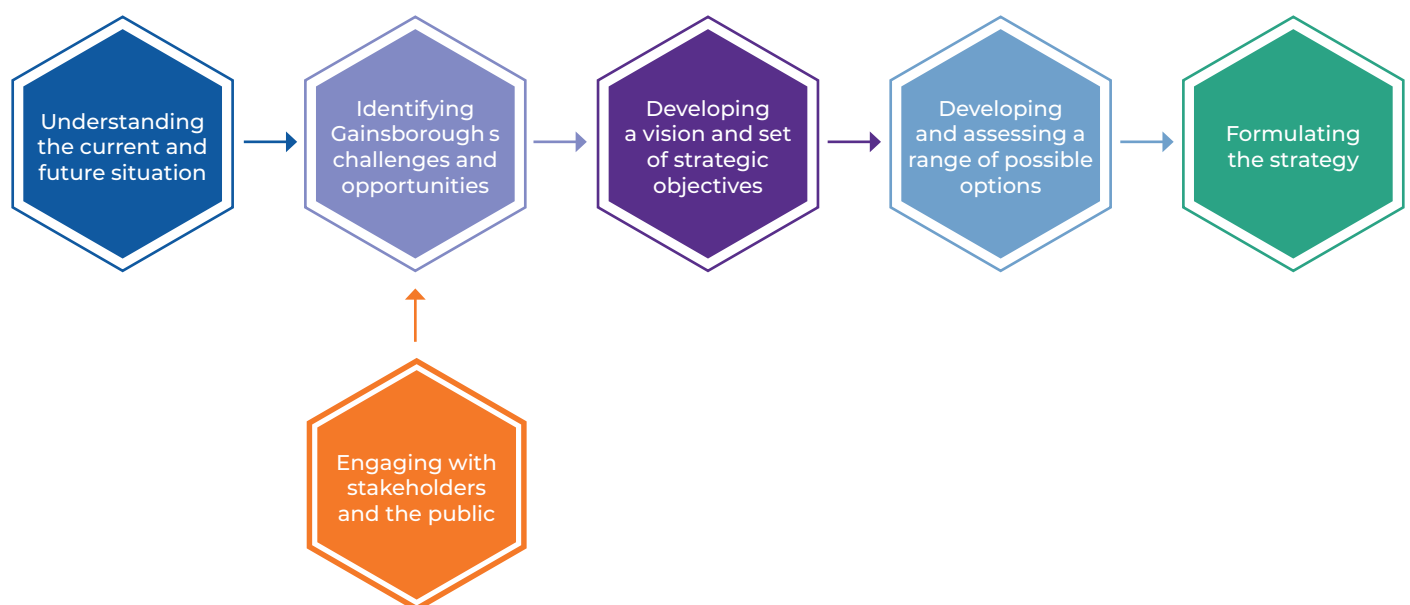 Understanding
the current and
future situation
Identifying
Gainsborough s
challenges and
opportunities
Developing
a vision and set
of strategic
objectives
Developing
and assessing a
range of possible
options
Formulating
the strategy
Engaging with
stakeholders
and the public